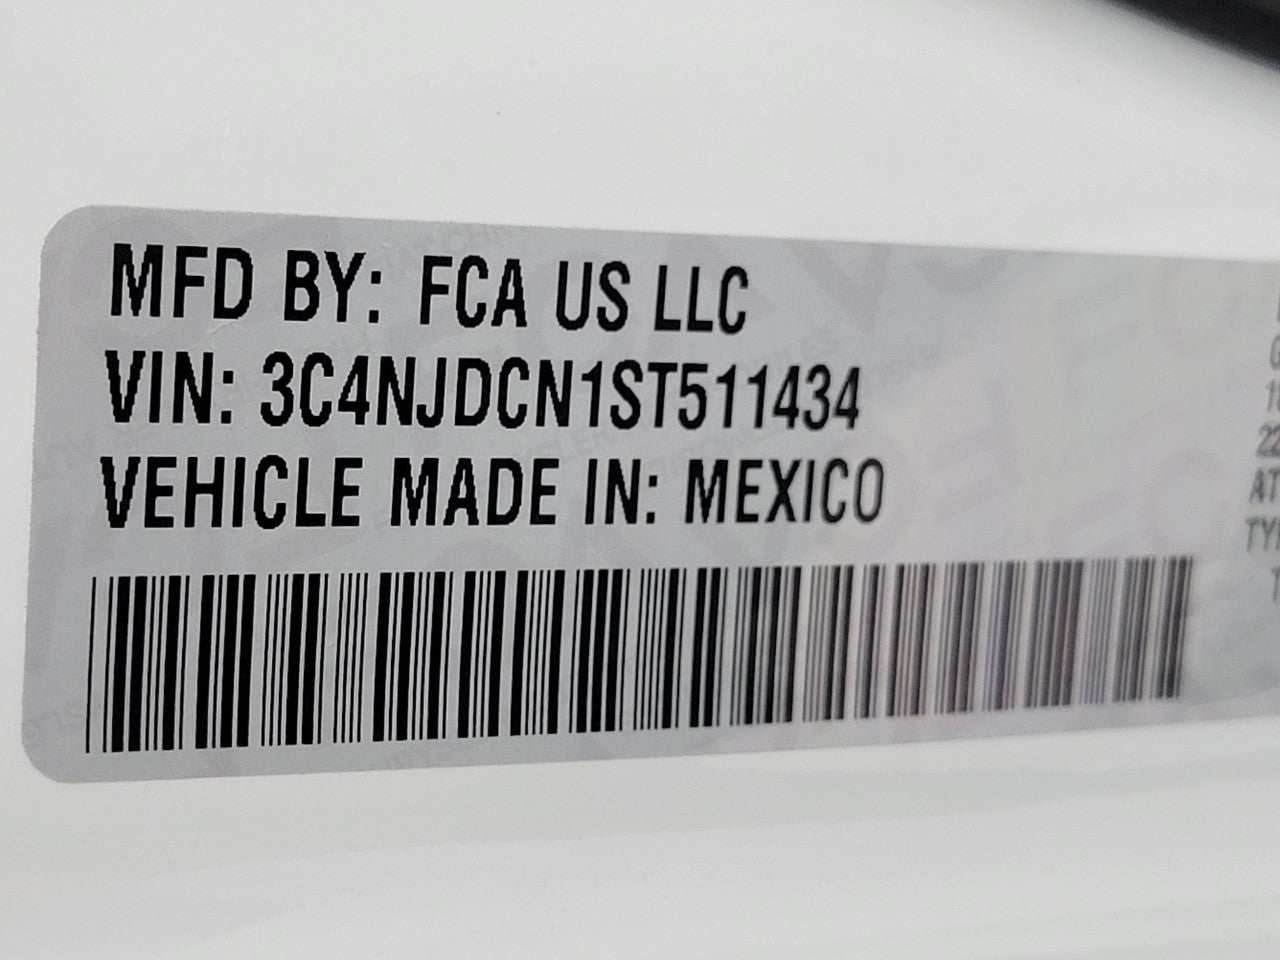 MFD BY: FCA US LLC
VIN: 3C4NJDCN1ST511434
VEHICLE MADE IN: MEXICO